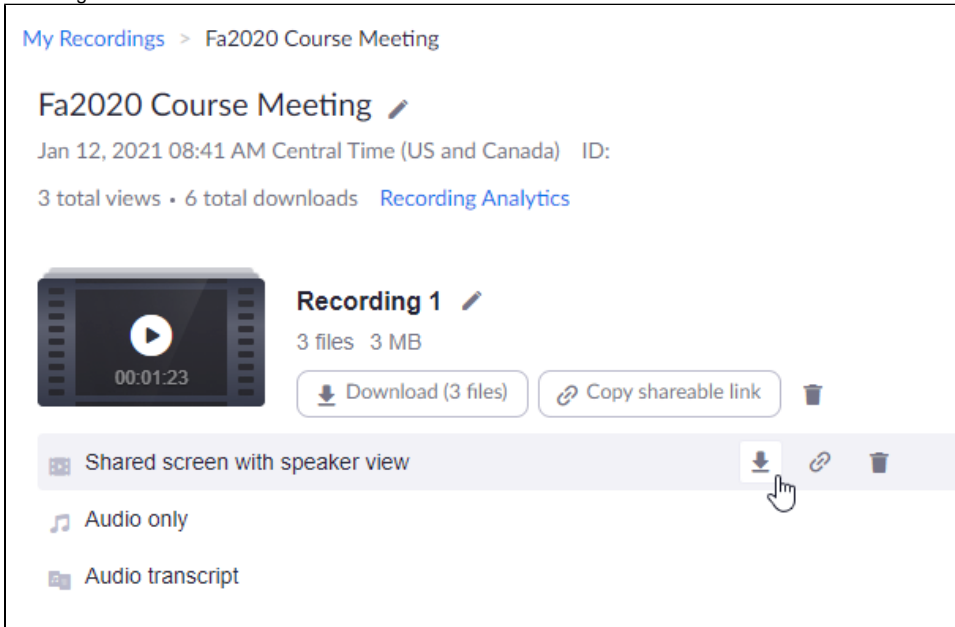 My Recordings > Fa2020 Course Meeting
Fa2020 Course Meeting
Jan 12, 2021 08:41 AM Central Time (US and Canada) ID:
3 total views • 6 total downloads Recording Analytics
Recording 1
3 files 3 MB
00:01:23
Download (3 files) Copy shareable link
Shared screen with speaker view
Audio only
Audio transcript